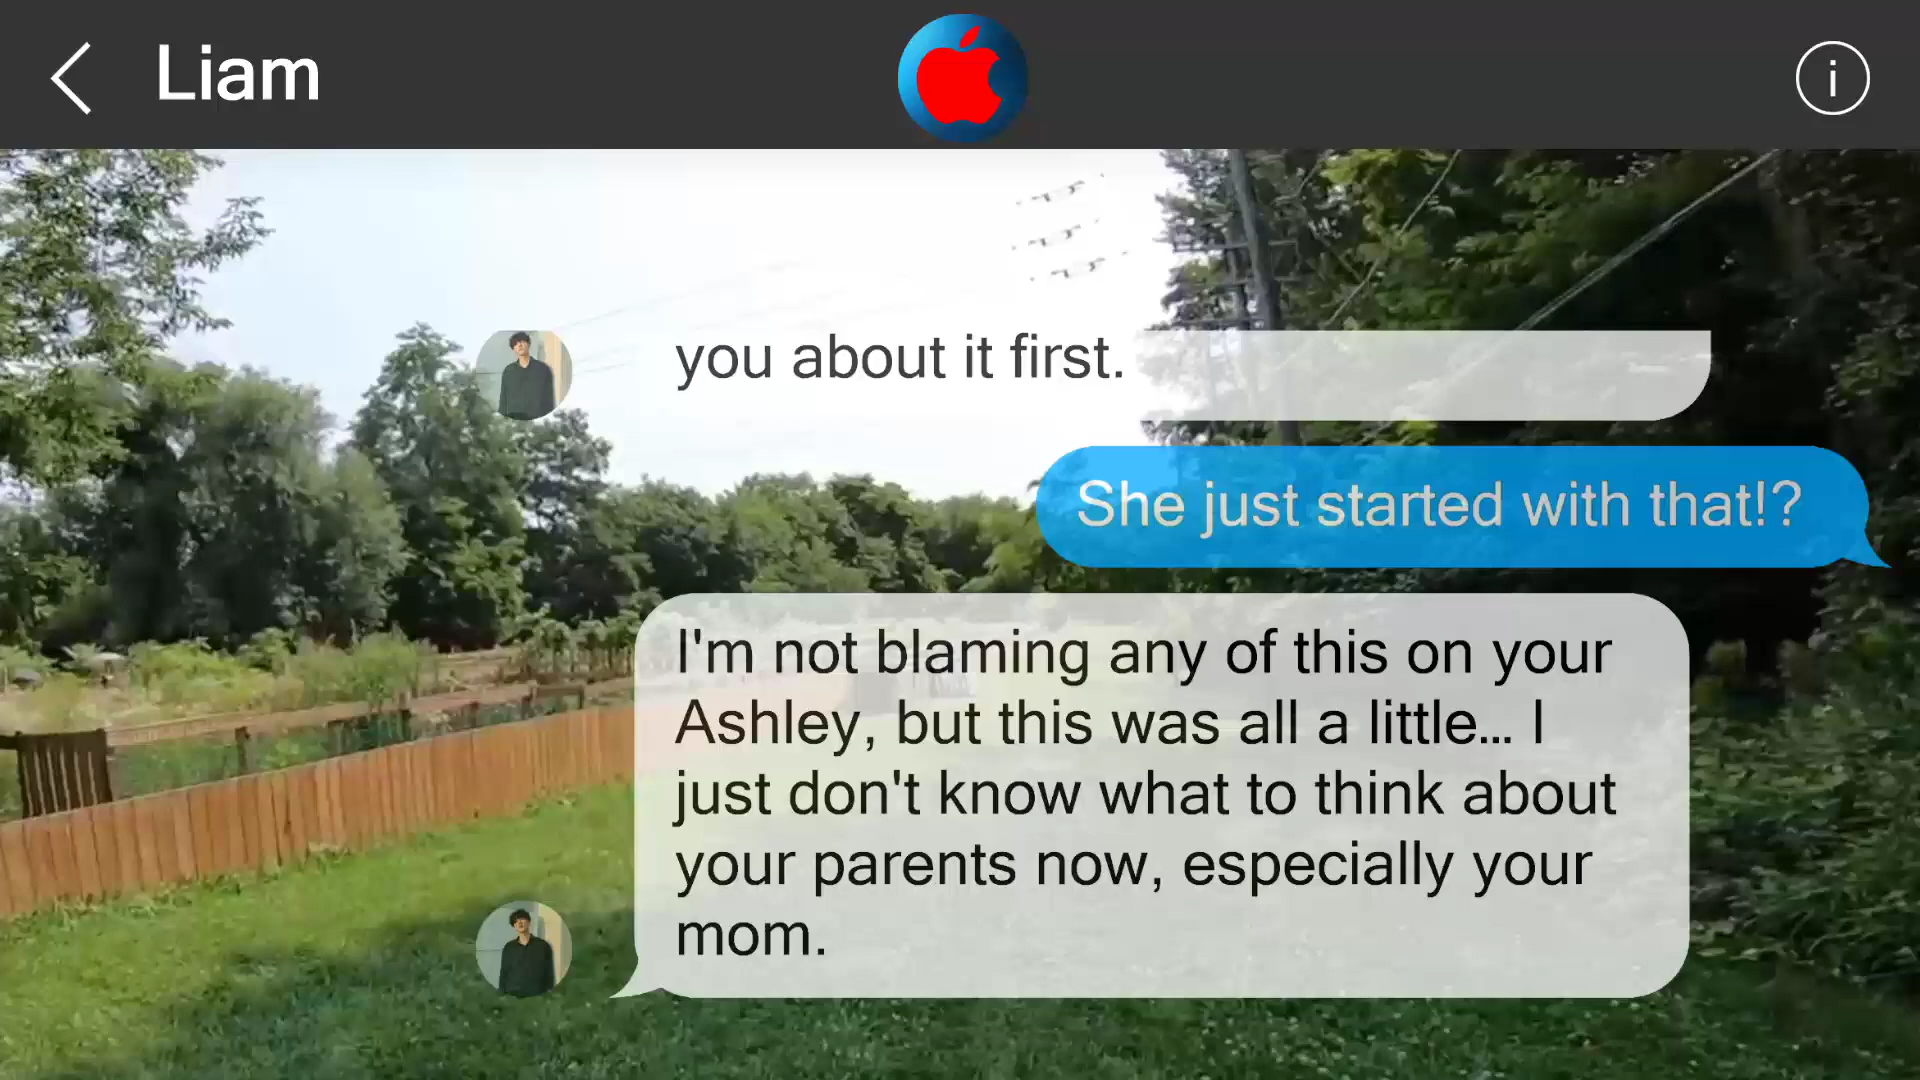 Liam
i
you about it first.
She just started with that!?
I'm not blaming any of this on your
Ashley, but this was all a little... I
just don't know what to think about
your parents now, especially your
mom.